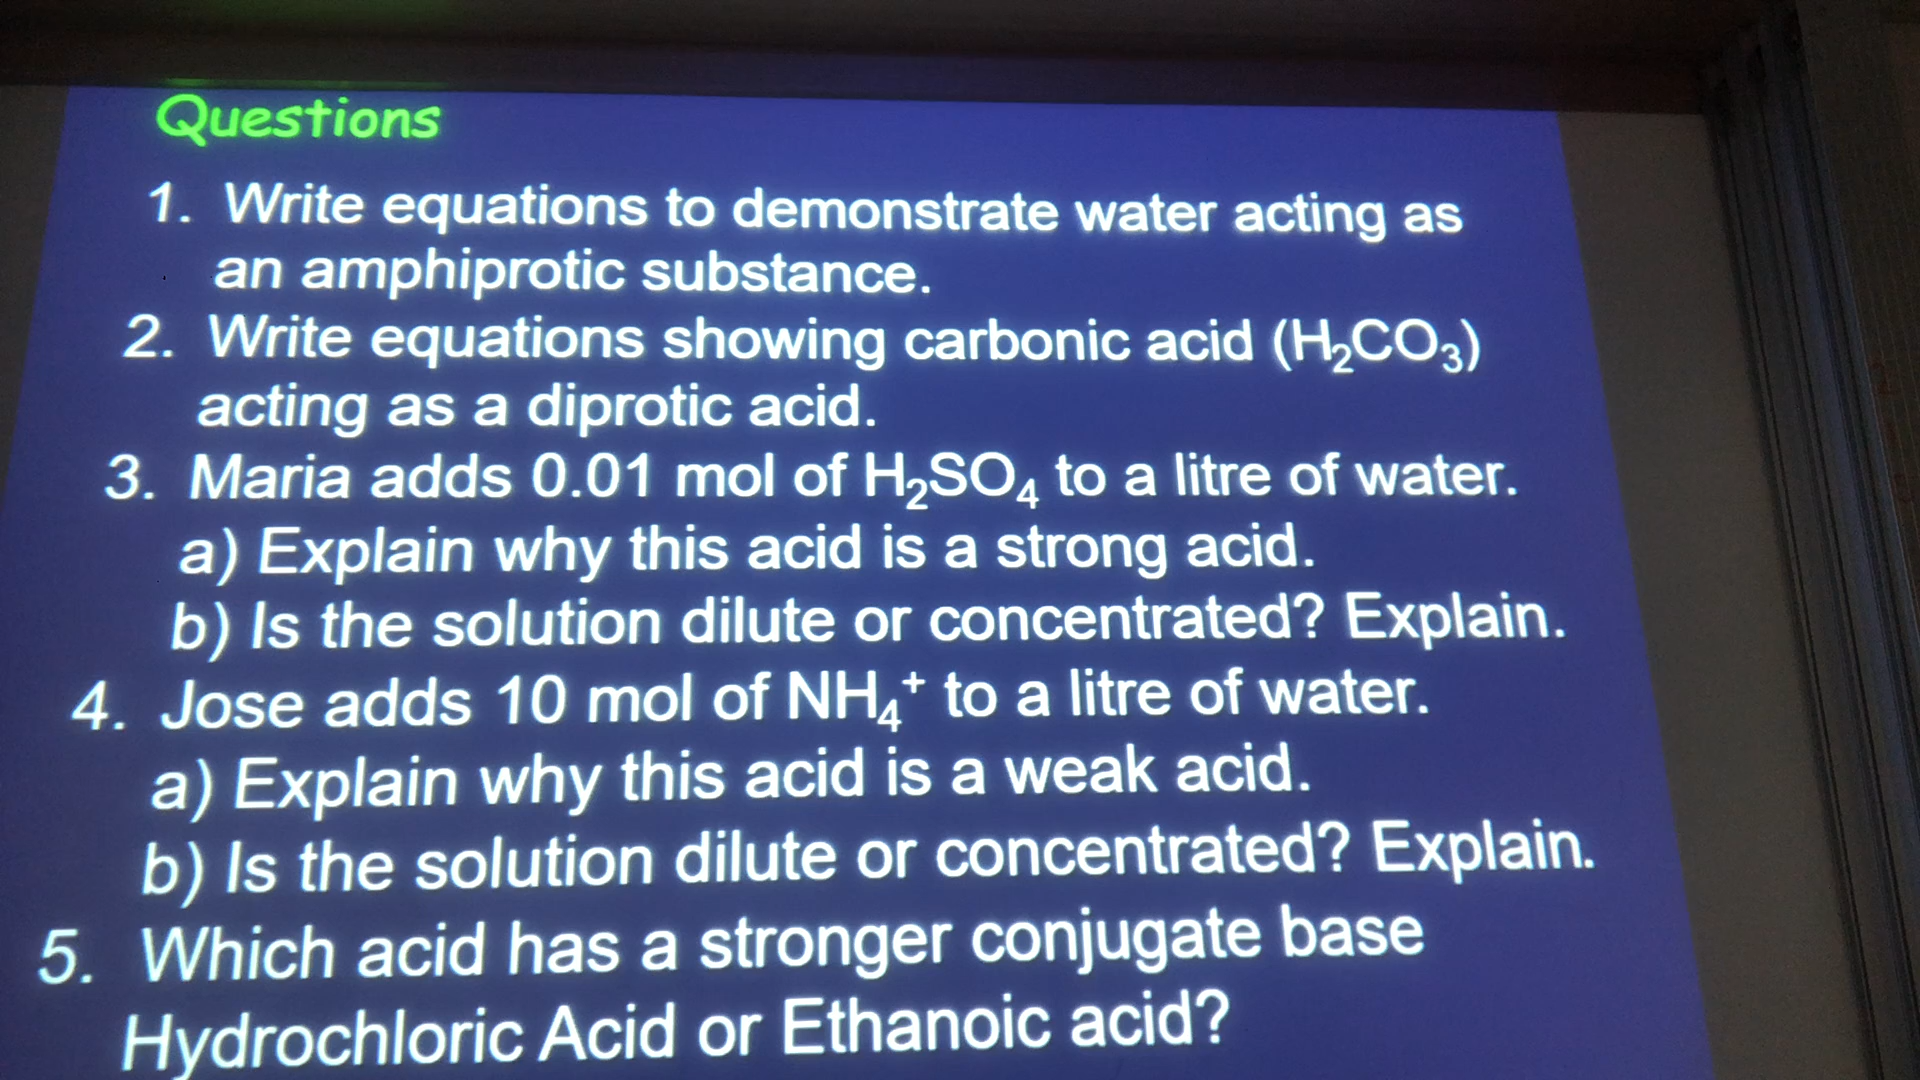 Questions
1. Write equations to demonstrate water acting as
an amphiprotic substance.
2. Write equations showing carbonic acid (H₂CO₃)
acting as a diprotic acid.
3. Maria adds 0.01 mol of H₂SO₄ to a litre of water.
a) Explain why this acid is a strong acid.
b) Is the solution dilute or concentrated? Explain.
4. Jose adds 10 mol of NH₄⁺ to a litre of water.
a) Explain why this acid is a weak acid.
b) Is the solution dilute or concentrated? Explain.
5. Which acid has a stronger conjugate base
Hydrochloric Acid or Ethanoic acid?